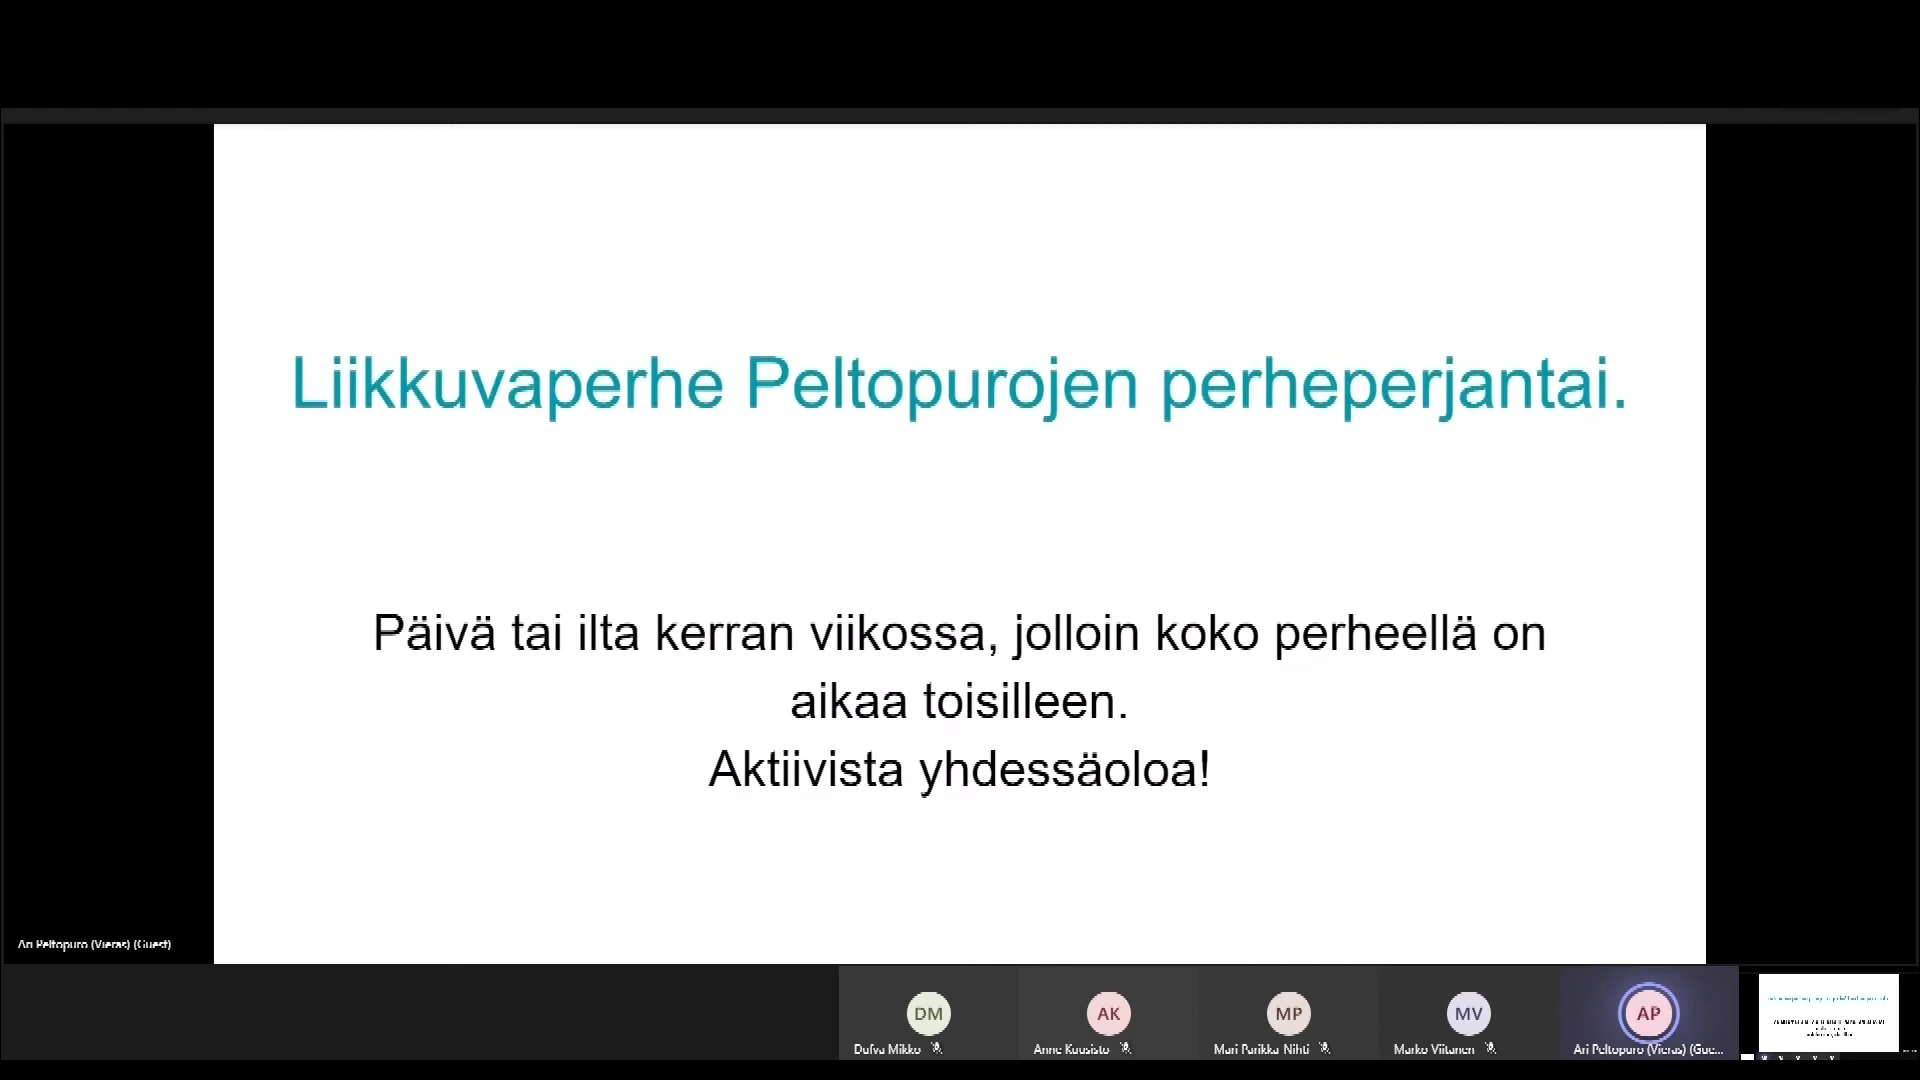 Liikkuvaperhe Peltopurojen perheperjantai.
Päivä tai ilta kerran viikossa, jolloin koko perheellä on
aikaa toisilleen.
Aktiivista yhdessäoloa!
Ari Peltopuro (Vieras) (Guest)
DM
AK
MP
MV
AP
Dufva Mikko
Anne Kuusisto
Mari Parikka-Nihti
Marko Viitanen
Ari Peltopuro (Vieras) (Gue...